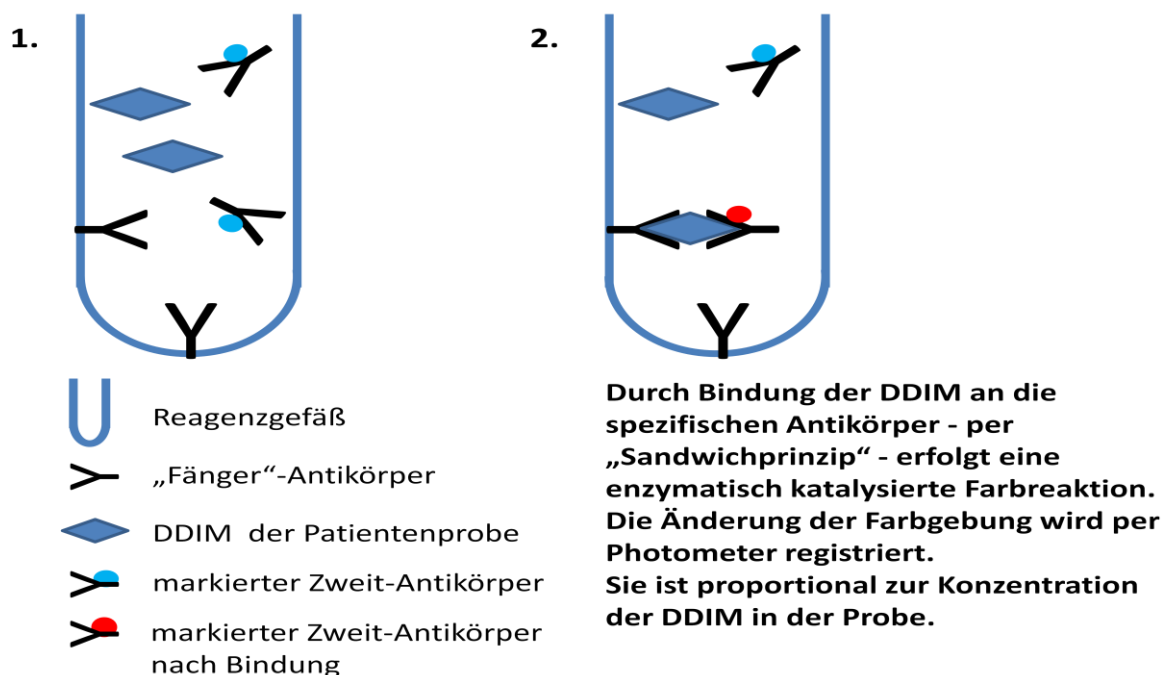 1.
2.
Reagenzgefäß
„Fänger“-Antikörper
DDIM der Patientenprobe
markierter Zweit-Antikörper
markierter Zweit-Antikörper
nach Bindung
Durch Bindung der DDIM an die
spezifischen Antikörper - per
„Sandwichprinzip“ - erfolgt eine
enzymatisch katalysierte Farbreaktion.
Die Änderung der Farbgebung wird per
Photometer registriert.
Sie ist proportional zur Konzentration
der DDIM in der Probe.